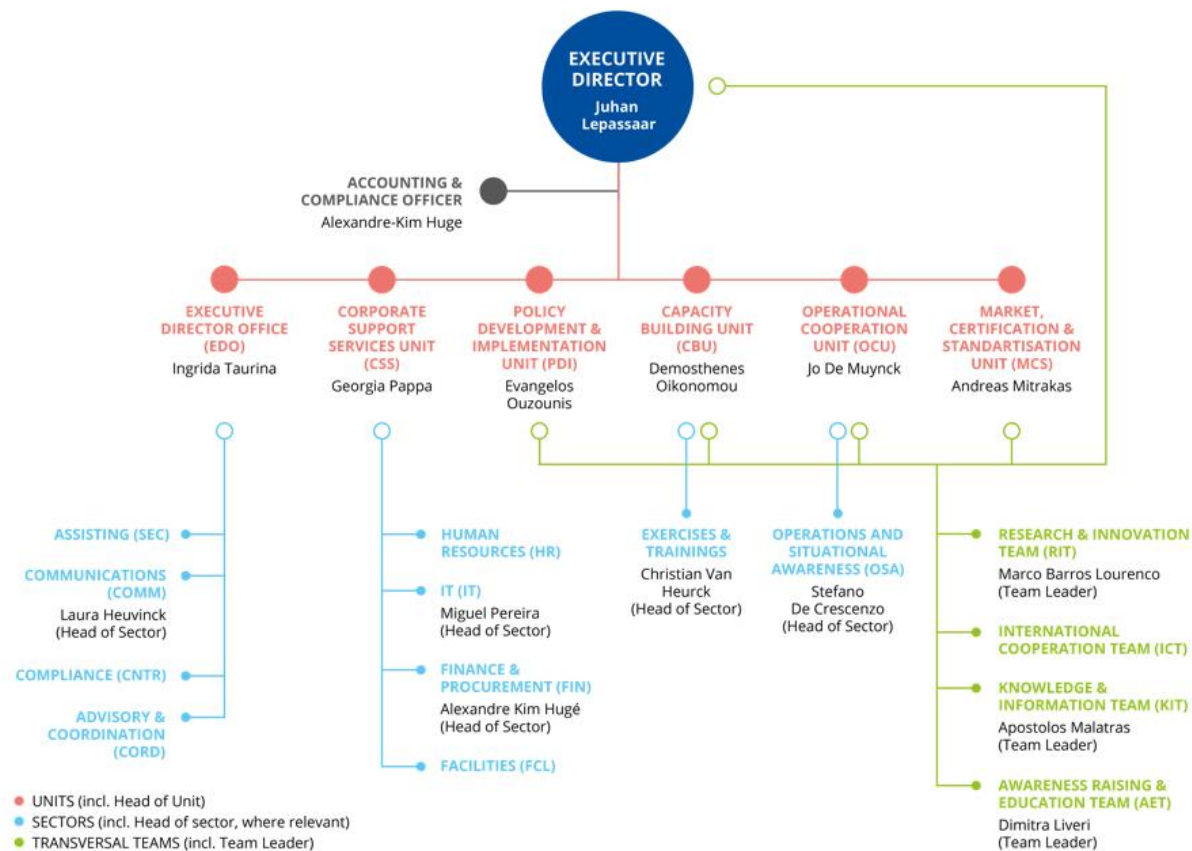 EXECUTIVE
DIRECTOR
Juhan
Lepassaar
ACCOUNTING &
COMPLIANCE OFFICER
Alexandre-Kim Huge
EXECUTIVE
DIRECTOR OFFICE
(EDO)
Ingrida Taurina
CORPORATE
SUPPORT
SERVICES UNIT
(CSS)
Georgia Pappa
POLICY
DEVELOPMENT &
IMPLEMENTATION
UNIT (PDI)
Evangelos
Ouzounis
CAPACITY
BUILDING UNIT
(CBU)
Demosthenes
Oikonomou
OPERATIONAL
COOPERATION
UNIT (OCU)
Jo De Muynck
MARKET,
CERTIFICATION &
STANDARTISATION
UNIT (MCS)
Andreas Mitrakas
ASSISTING (SEC)
COMMUNICATIONS
(COMM)
Laura Heuvinck
(Head of Sector)
COMPLIANCE (CNTR)
ADVISORY &
COORDINATION
(CORD)
HUMAN
RESOURCES (HR)
IT (IT)
Miguel Pereira
(Head of Sector)
FINANCE &
PROCUREMENT (FIN)
Alexandre Kim Hugé
(Head of Sector)
FACILITIES (FCL)
EXERCISES &
TRAININGS
Christian Van
Heurck
(Head of Sector)
OPERATIONS AND
SITUATIONAL
AWARENESS (OSA)
Stefano
De Crescenzo
(Head of Sector)
RESEARCH & INNOVATION
TEAM (RIT)
Marco Barros Lourenco
(Team Leader)
INTERNATIONAL
COOPERATION TEAM (ICT)
KNOWLEDGE &
INFORMATION TEAM (KIT)
Apostolos Malatras
(Team Leader)
AWARENESS RAISING &
EDUCATION TEAM (AET)
Dimitra Liveri
(Team Leader)
UNITS (incl. Head of Unit)
SECTORS (incl. Head of sector, where relevant)
TRANSVERSAL TEAMS (incl. Team Leader)